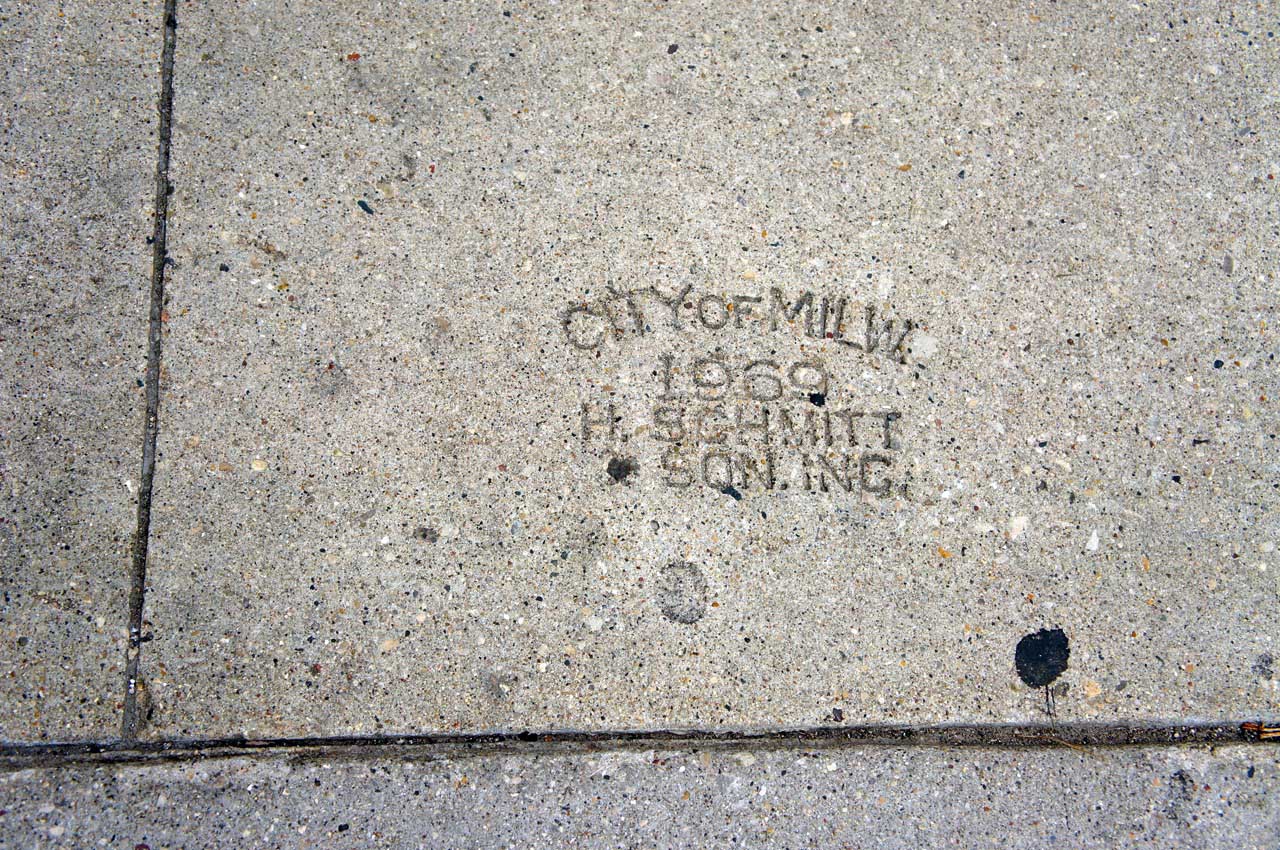 CITY OF MILW.
1969
H. SCHMITT
SON. INC.